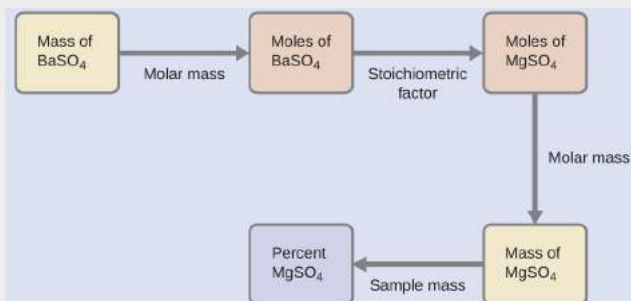 Mass of
BaSO4
Molar mass
Moles of
BaSO4
Stoichiometric
factor
Moles of
MgSO4
Molar mass
Mass of
MgSO4
Sample mass
Percent
MgSO4